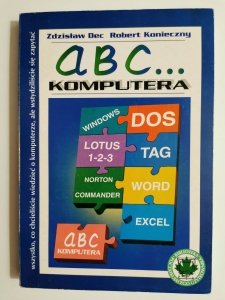 Zdzisław Dec Robert Konieczny
ABC...
KOMPUTERA
wszystko, co chcieliście wiedzieć o komputerze, ale wstydziliście się zapytać
WINDOWS
DOS
LOTUS
1-2-3
TAG
NORTON
COMMANDER
WORD
EXCEL
ABC
KOMPUTERA